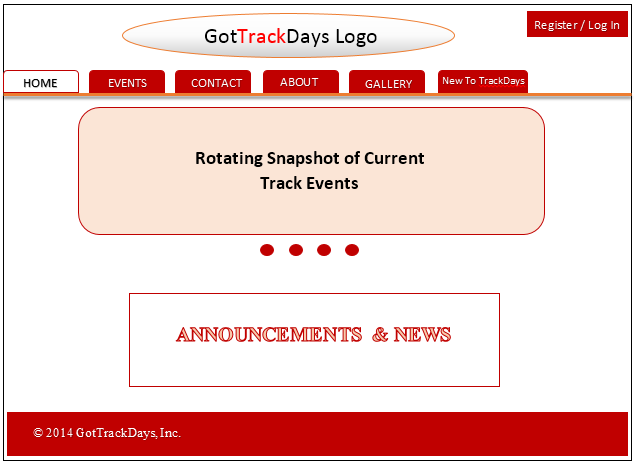 GotTrackDays Logo
Register / Log In
HOME
EVENTS
CONTACT
ABOUT
GALLERY
New To TrackDays
Rotating Snapshot of Current
Track Events
ANNOUNCEMENTS & NEWS
© 2014 GotTrackDays, Inc.